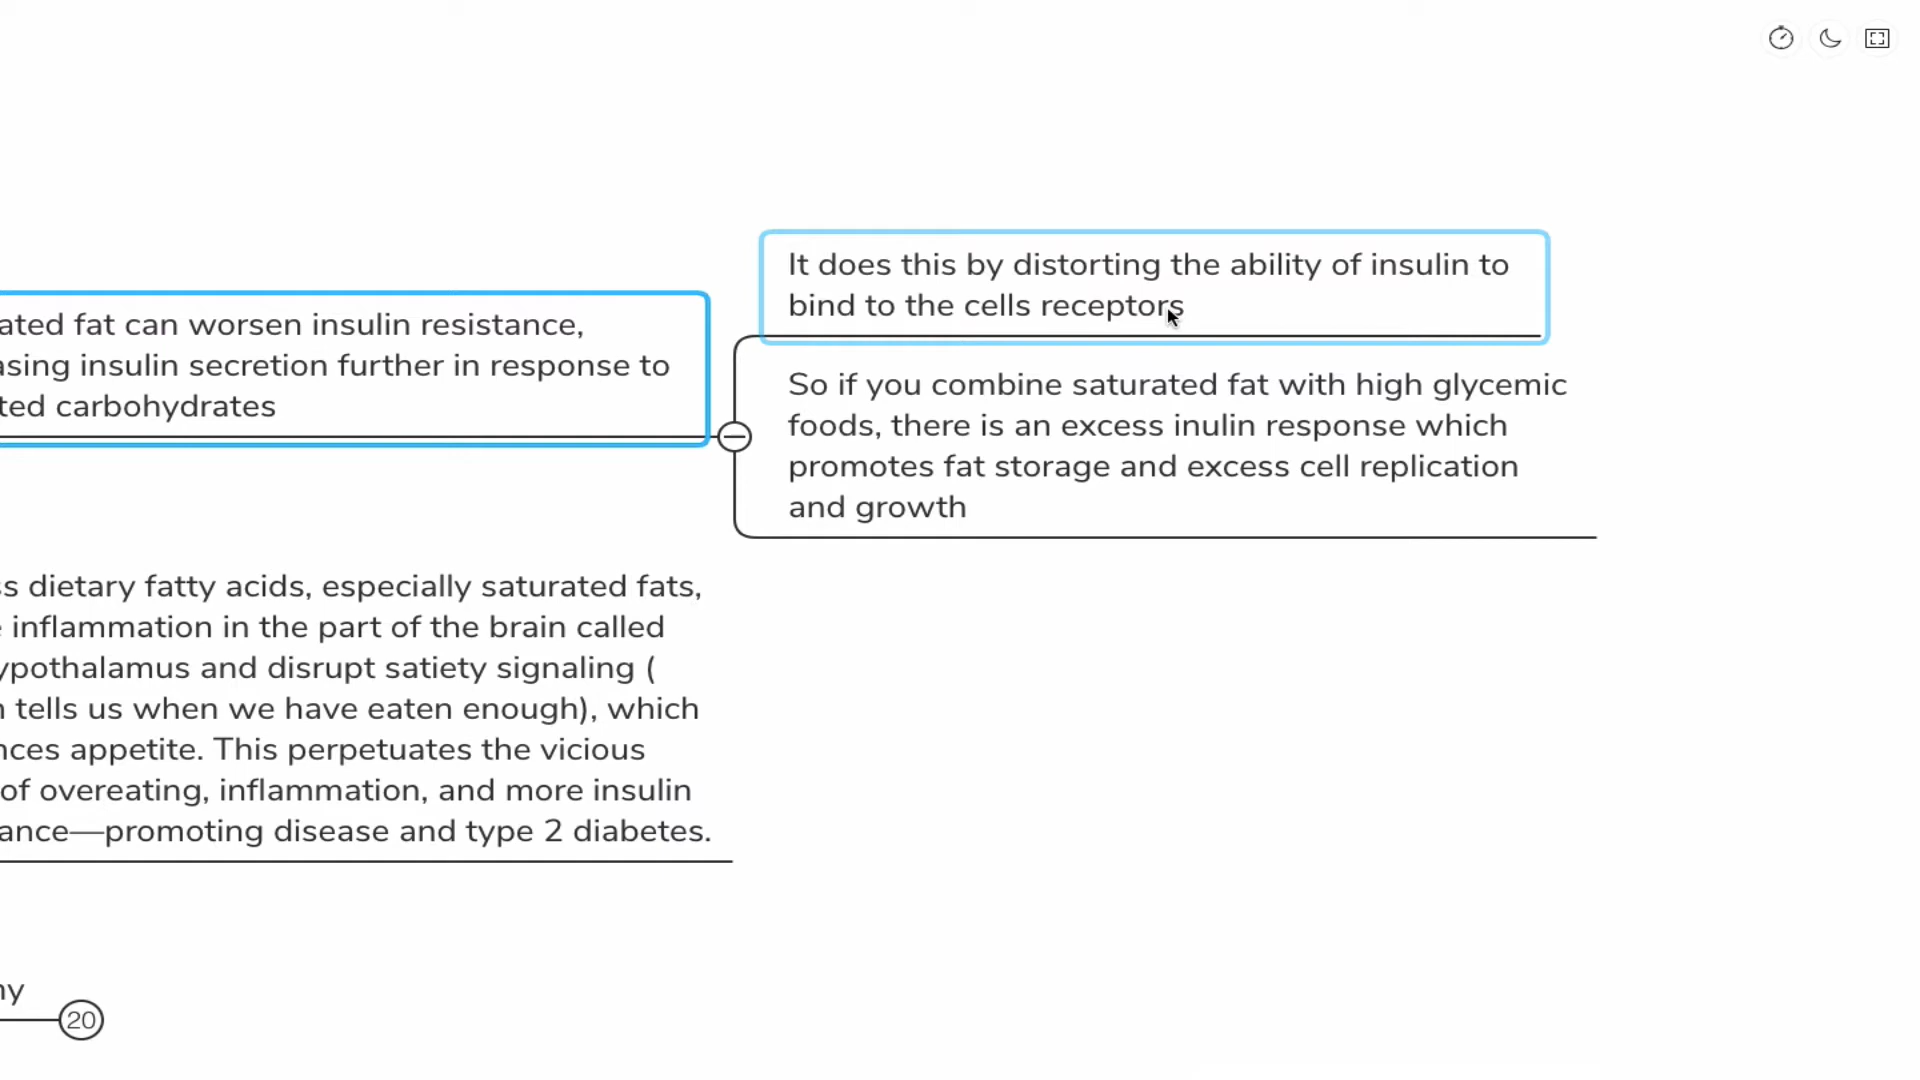 It does this by distorting the ability of insulin to
bind to the cells receptors
ated fat can worsen insulin resistance,
asing insulin secretion further in response to
ted carbohydrates
So if you combine saturated fat with high glycemic
foods, there is an excess inulin response which
promotes fat storage and excess cell replication
and growth
s dietary fatty acids, especially saturated fats,
e inflammation in the part of the brain called
ypothalamus and disrupt satiety signaling (
n tells us when we have eaten enough), which
nces appetite. This perpetuates the vicious
of overeating, inflammation, and more insulin
ance—promoting disease and type 2 diabetes.
hy
20